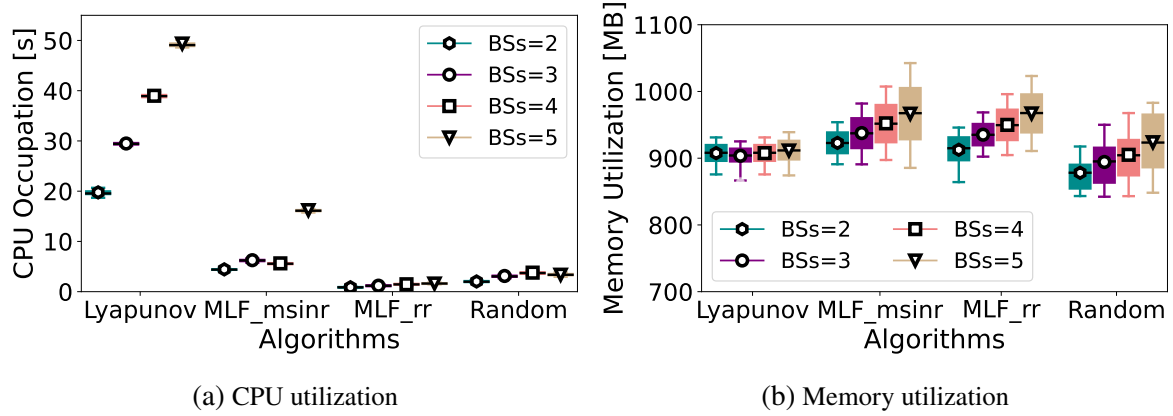 CPU Occupation [s]
50
40
30
20
10
0
BSs=2
BSs=3
BSs=4
BSs=5
Lyapunov MLF_msinr MLF_rr Random
Algorithms
(a) CPU utilization
Memory Utilization [MB]
1100
1000
900
800
700
BSs=2 BSs=4
BSs=3 BSs=5
Lyapunov MLF_msinr MLF_rr Random
Algorithms
(b) Memory utilization